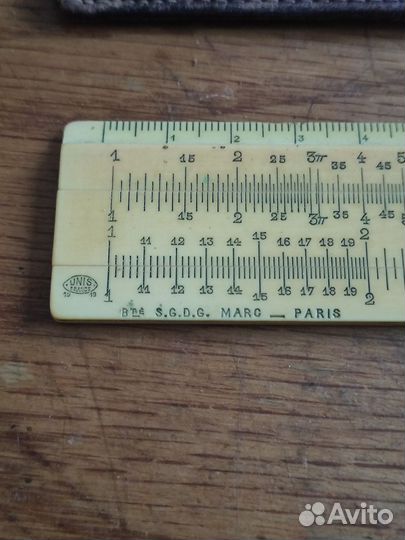 1 2 3 4
1 15 2 25 3π 35 4 45 5
1 15 2 25 3π 35 4 45 5
1 11 12 13 14 15 16 17 18 19 2
1 11 12 13 14 15 16 17 18 19 2
UNIS
FRANCE
Bté S.G.D.G. MARC _ PARIS
Avito